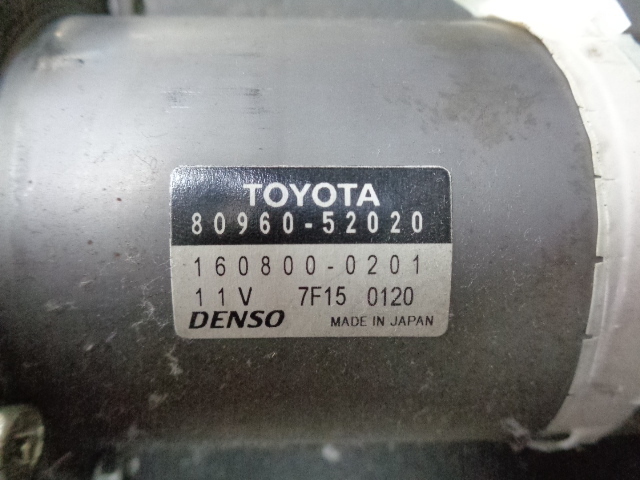 TOYOTA
80960-52020
160800-0201
11V 7F15 0120
DENSO MADE IN JAPAN